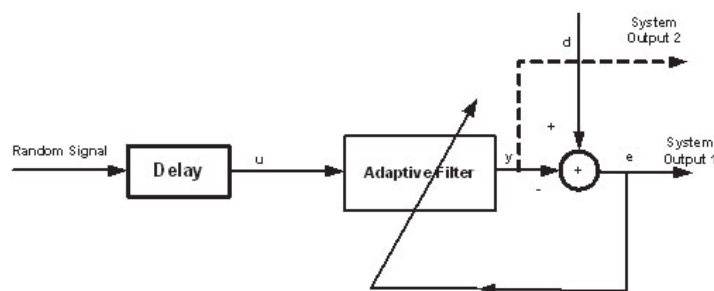 System
Output 2
d
+
Random Signal
Delay
u
Adaptive Filter
y
-
+
e
System
Output 1